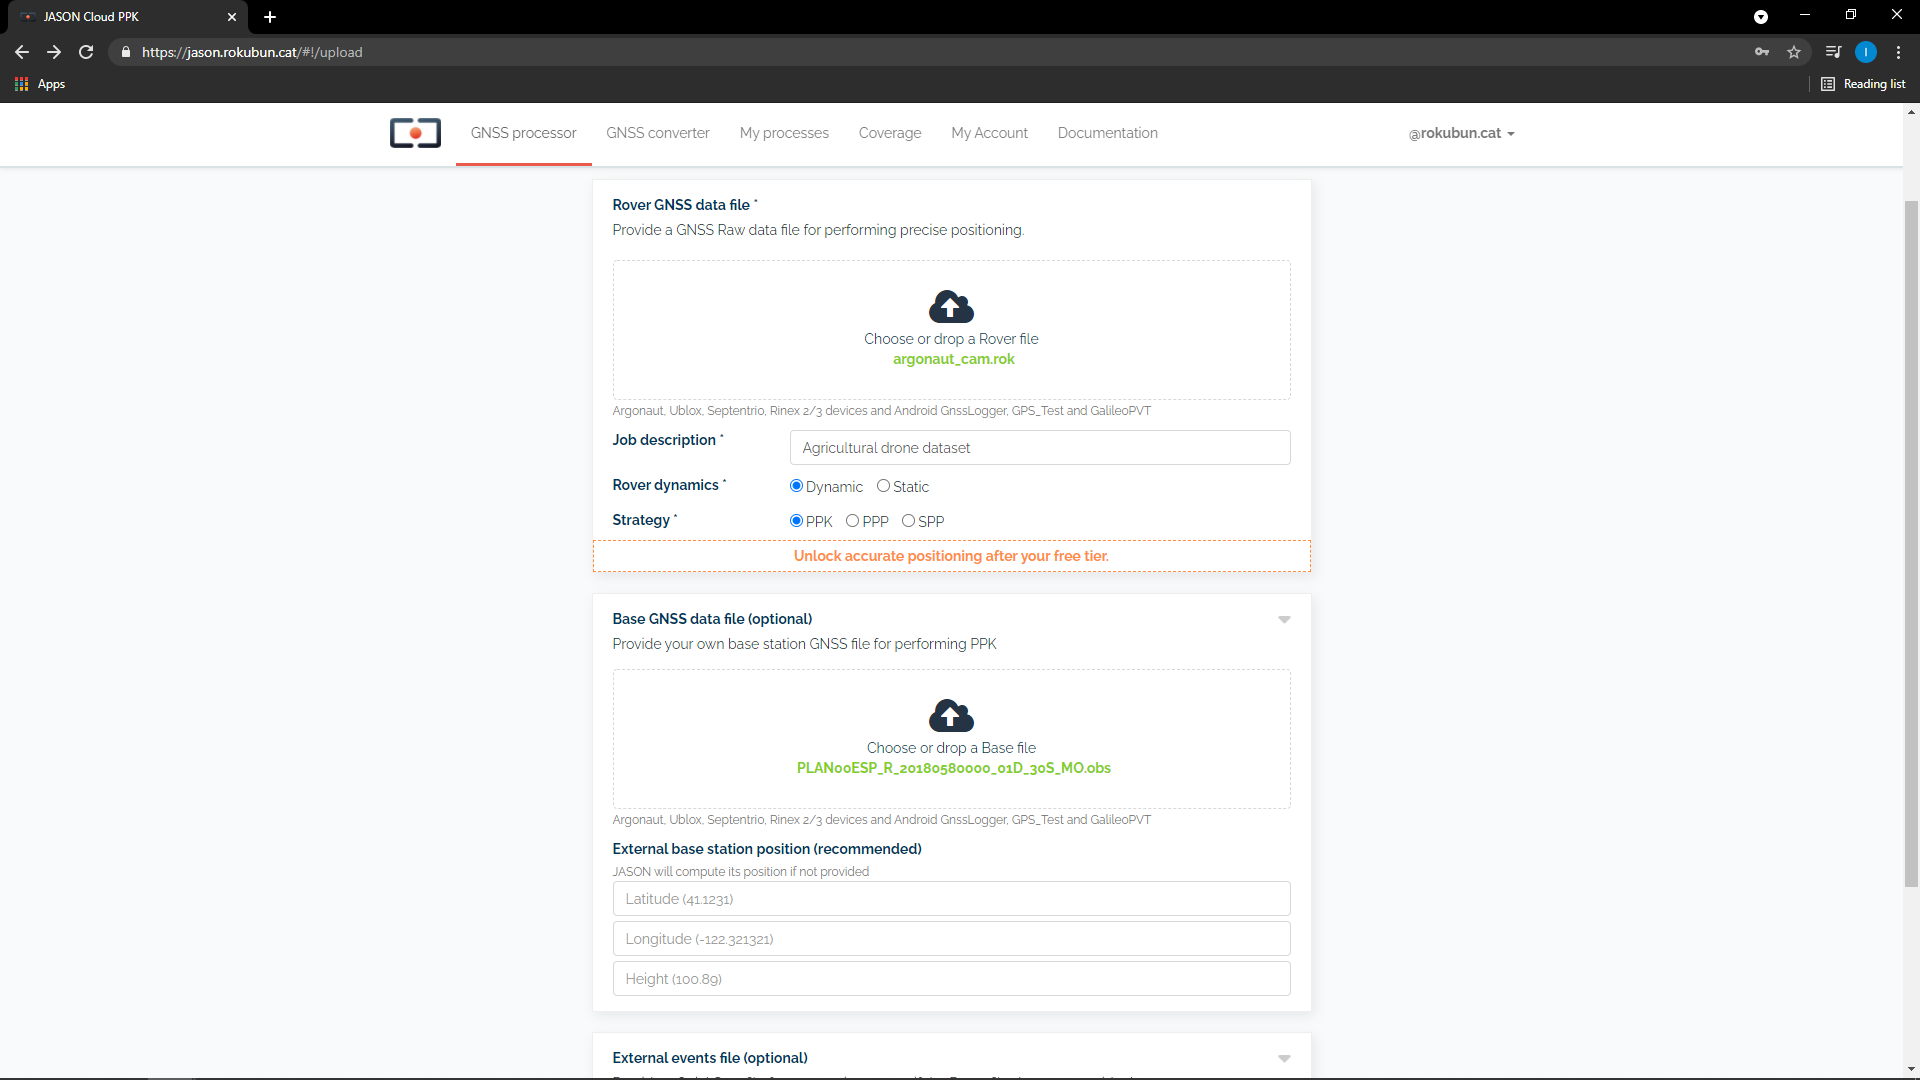 JASON Cloud PPK
https://jason.rokubun.cat/#!/upload
Apps
Reading list
GNSS processor GNSS converter My processes Coverage My Account Documentation @rokubun.cat
Rover GNSS data file *
Provide a GNSS Raw data file for performing precise positioning.
Choose or drop a Rover file
argonaut_cam.rok
Argonaut, Ublox, Septentrio, Rinex 2/3 devices and Android GnssLogger, GPS_Test and GalileoPVT
Job description * Agricultural drone dataset
Rover dynamics * Dynamic Static
Strategy * PPK PPP SPP
Unlock accurate positioning after your free tier.
Base GNSS data file (optional)
Provide your own base station GNSS file for performing PPK
Choose or drop a Base file
PLAN00ESP_R_20180580000_01D_30S_MO.obs
Argonaut, Ublox, Septentrio, Rinex 2/3 devices and Android GnssLogger, GPS_Test and GalileoPVT
External base station position (recommended)
JASON will compute its position if not provided
Latitude (41.1231)
Longitude (-122.321321)
Height (100.89)
External events file (optional)